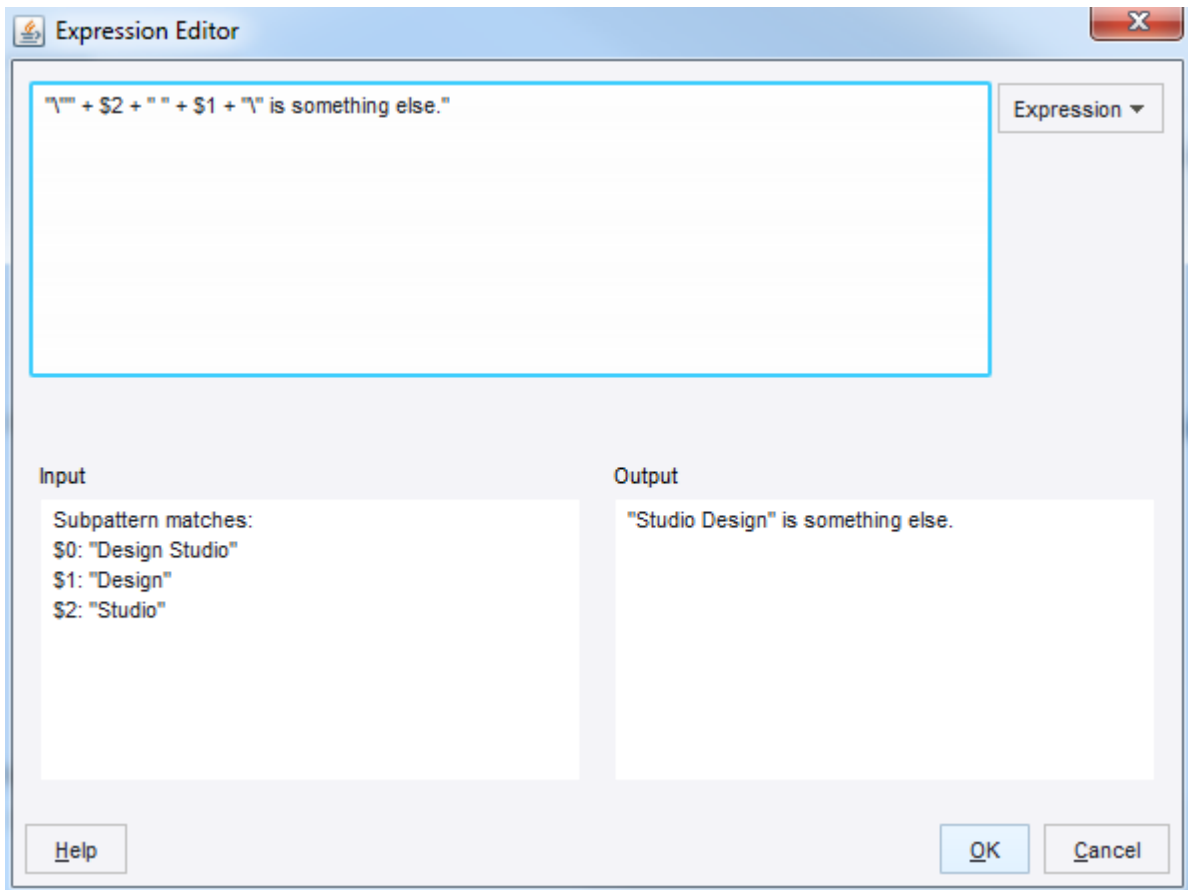 Expression Editor
"\"" + $2 + " " + $1 + "\" is something else."
Expression
Input
Output
Subpattern matches:
$0: "Design Studio"
$1: "Design"
$2: "Studio"
"Studio Design" is something else.
Help
OK
Cancel